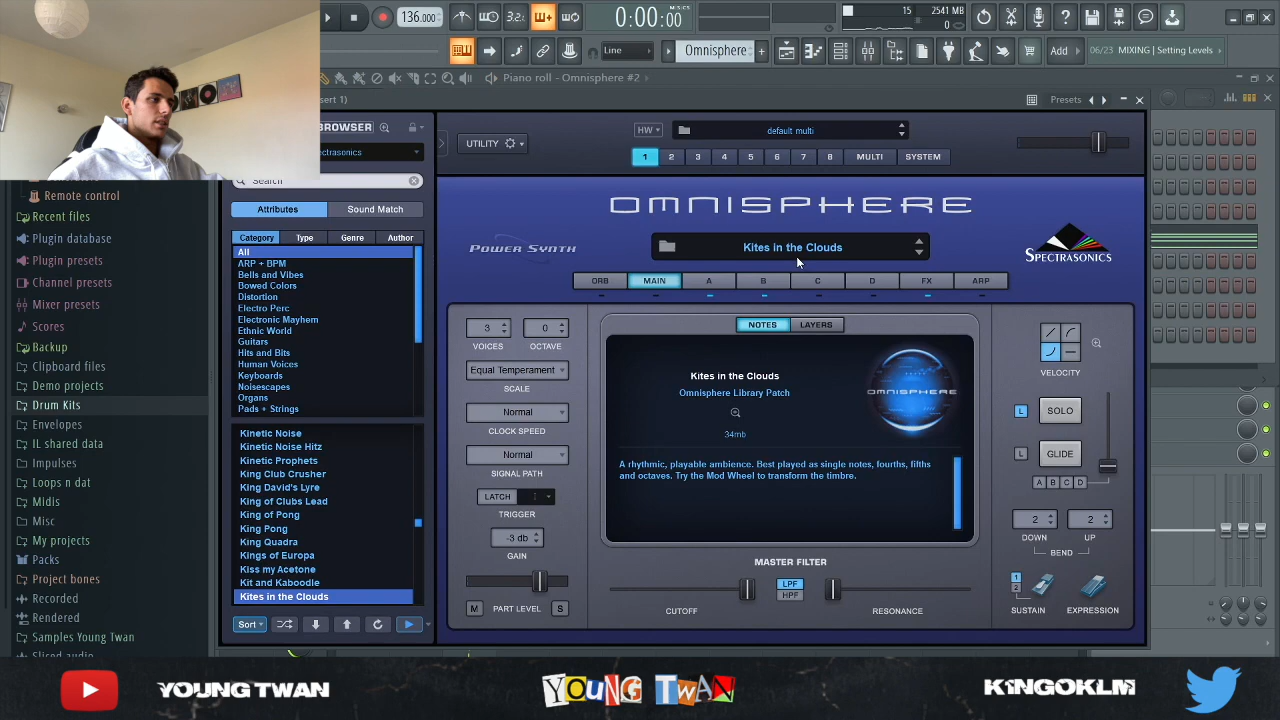 136.000
3.2
0:00:00
15
2541 MB
0
Line
Omnisphere
Add
06/23 MIXING | Setting Levels
Piano roll - Omnisphere #2
Insert 1)
Presets
BROWSER
UTILITY
HW
default multi
1 2 3 4 5 6 7 8 MULTI SYSTEM
ectrasonics
Search
Attributes
Sound Match
Category
Type
Genre
Author
All
ARP + BPM
Bells and Vibes
Bowed Colors
Distortion
Electro Perc
Electronic Mayhem
Ethnic World
Guitars
Hits and Bits
Human Voices
Keyboards
Noisescapes
Organs
Pads + Strings
Kinetic Noise
Kinetic Noise Hitz
Kinetic Prophets
King Club Crusher
King David's Lyre
King of Clubs Lead
King of Pong
King Pong
King Quadra
Kings of Europa
Kiss my Acetone
Kit and Kaboodle
Kites in the Clouds
Sort
Remote control
Recent files
Plugin database
Plugin presets
Channel presets
Mixer presets
Scores
Backup
Clipboard files
Demo projects
Drum Kits
Envelopes
IL shared data
Impulses
Loops n dat
Midis
Misc
My projects
Packs
Project bones
Recorded
Rendered
Samples Young Twan
Sliced audio
OMNISPHERE
POWER SYNTH
Kites in the Clouds
SPECTRASONICS
ORB MAIN A B C D FX ARP
3
0
VOICES
OCTAVE
Equal Temperament
SCALE
Normal
CLOCK SPEED
Normal
SIGNAL PATH
LATCH
TRIGGER
-3 db
GAIN
M PART LEVEL S
NOTES
LAYERS
Kites in the Clouds
Omnisphere Library Patch
34mb
OMNISPHERE
A rhythmic, playable ambience. Best played as single notes, fourths, fifths
and octaves. Try the Mod Wheel to transform the timbre.
MASTER FILTER
CUTOFF
LPF
HPF
RESONANCE
VELOCITY
L SOLO
L GLIDE
A B C D
2
2
DOWN
UP
BEND
1
2
SUSTAIN
EXPRESSION
YOUNG TWAN
YOUNG TWAN
K1NGOKLM